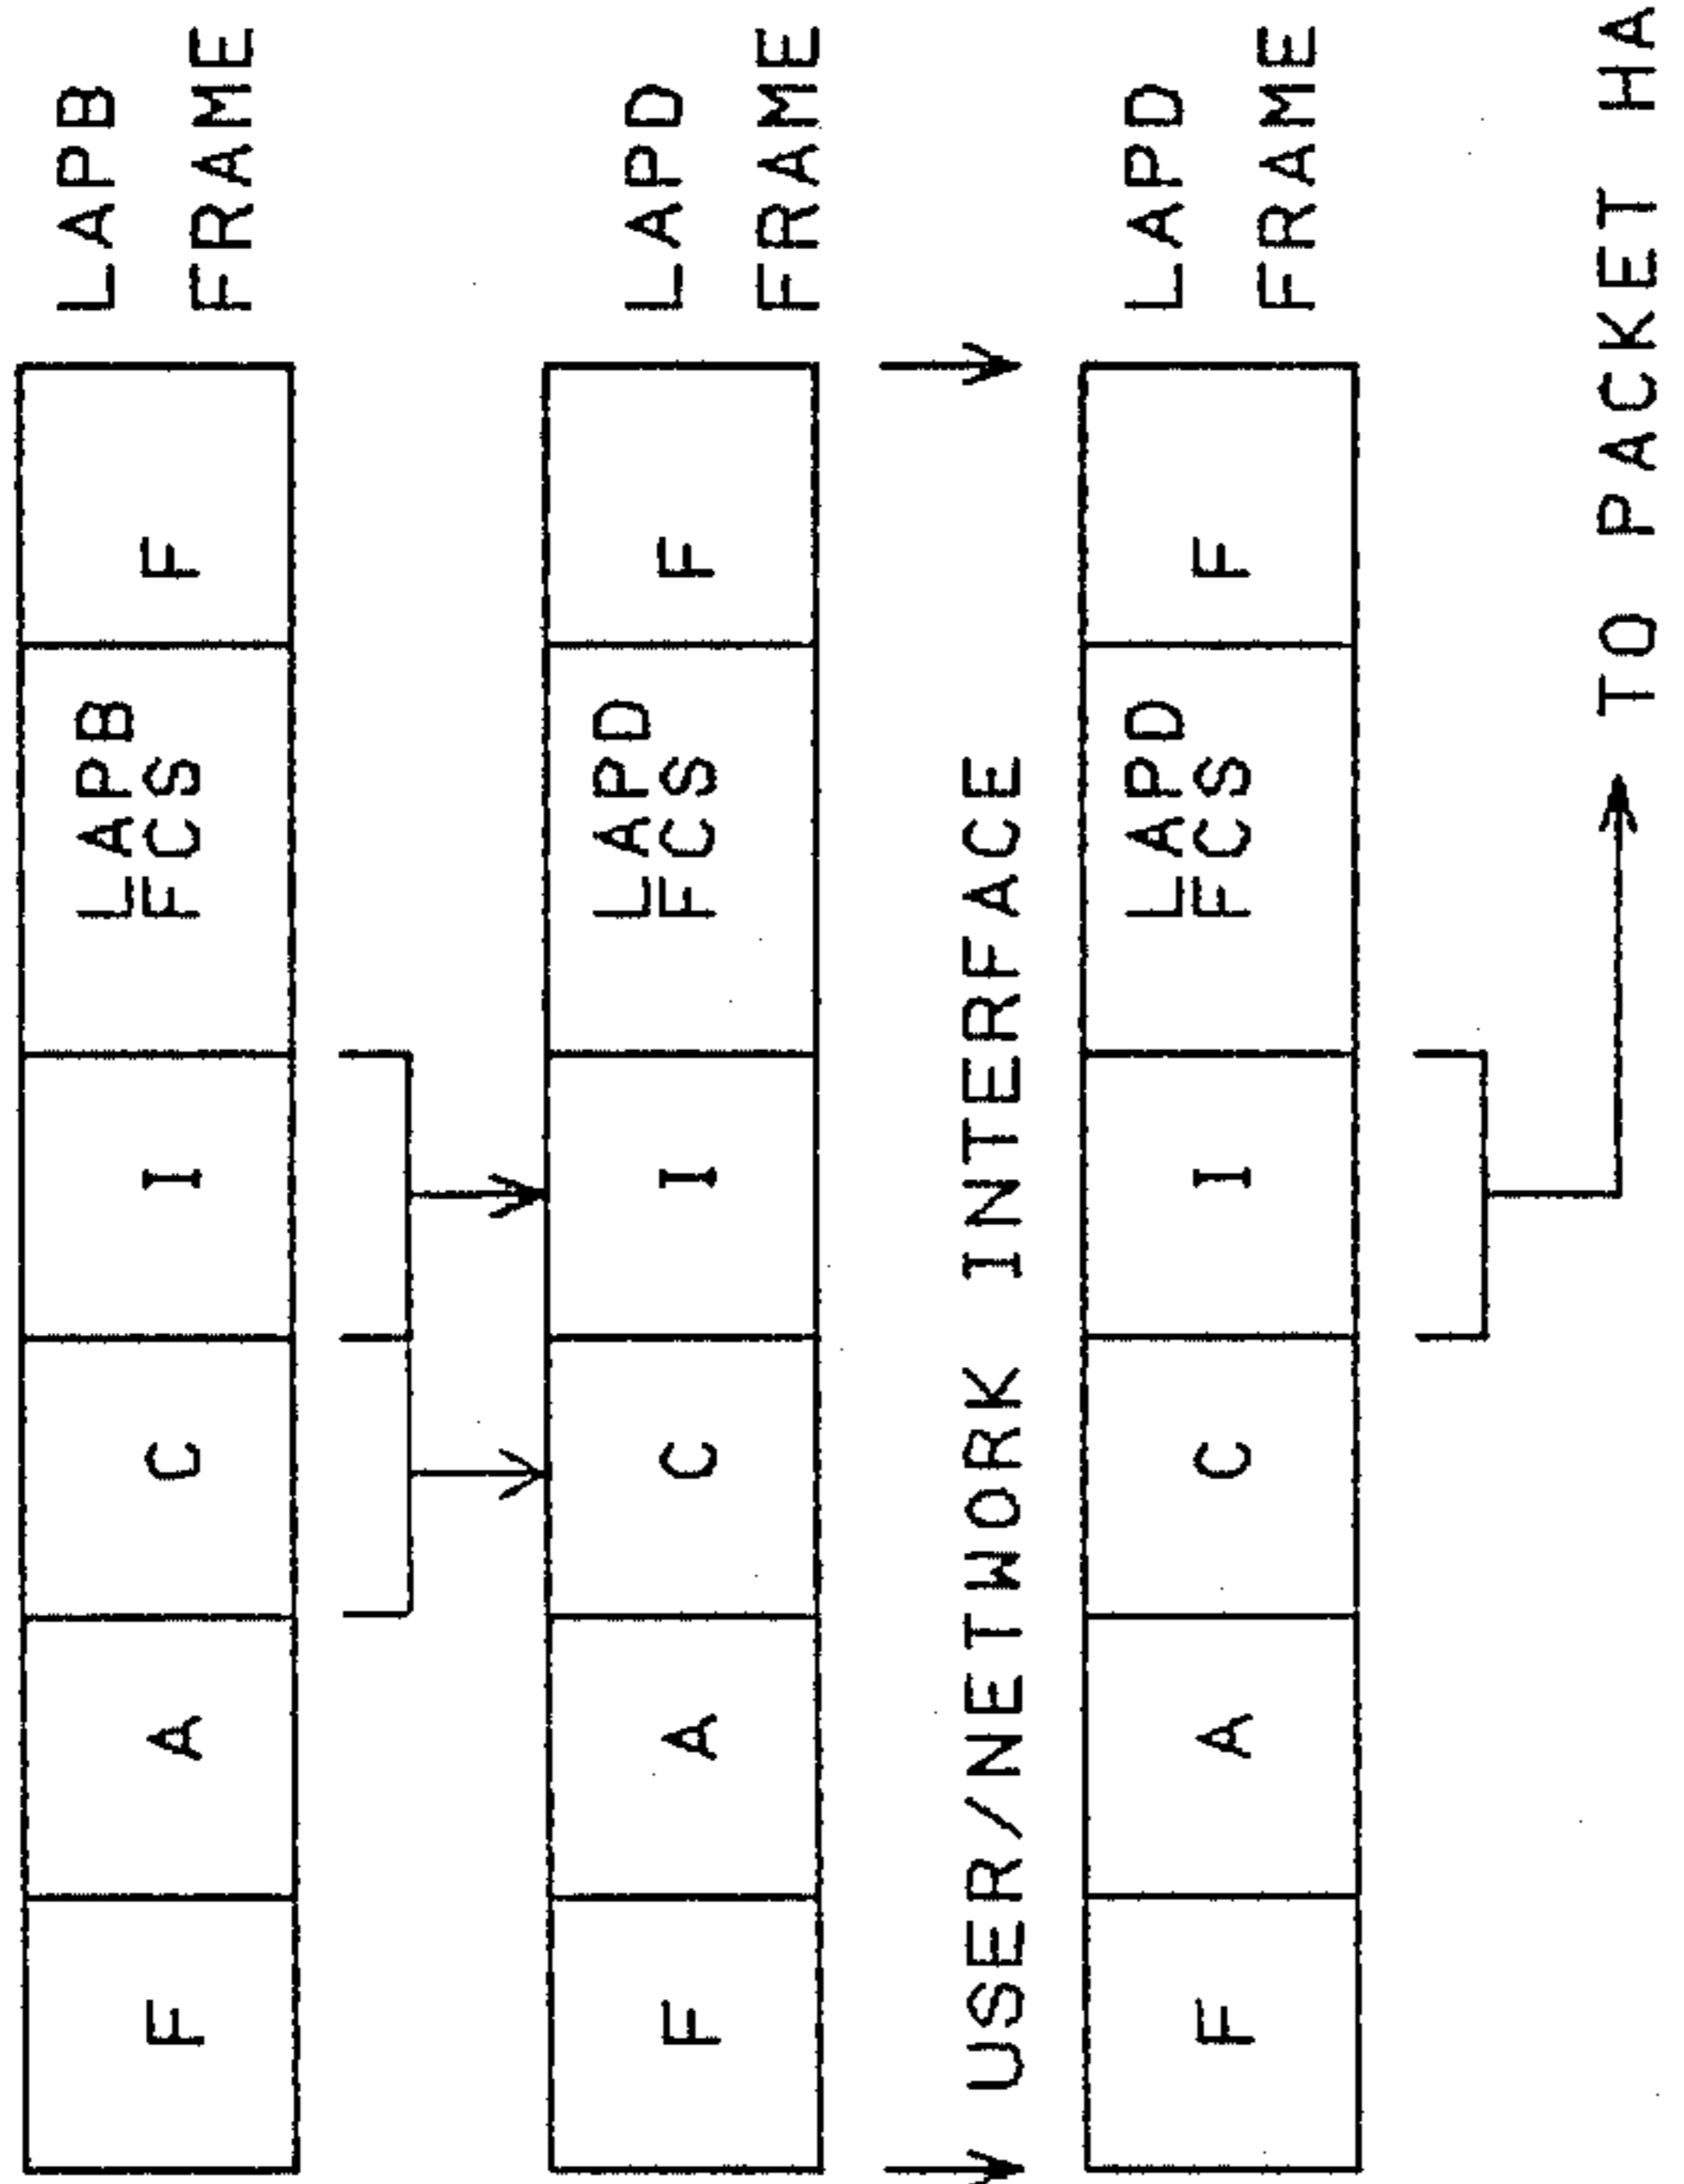 F A C I LAPB FCS F
LAPB
FRAME
F A C I LAPD FCS F
LAPD
FRAME
USER/NETWORK INTERFACE
F A C I LAPD FCS F
LAPD
FRAME
TO PACKET HA